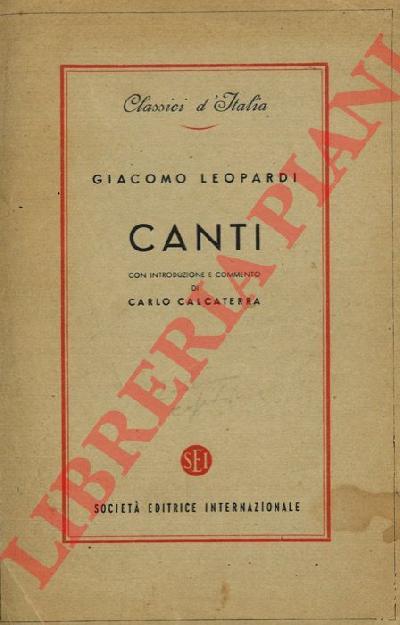 Classici d'Italia
GIACOMO LEOPARDI
CANTI
CON INTRODUZIONE E COMMENTO
DI
CARLO CALCATERRA
SEI
SOCIETÀ EDITRICE INTERNAZIONALE
LIBRERIA PIANI